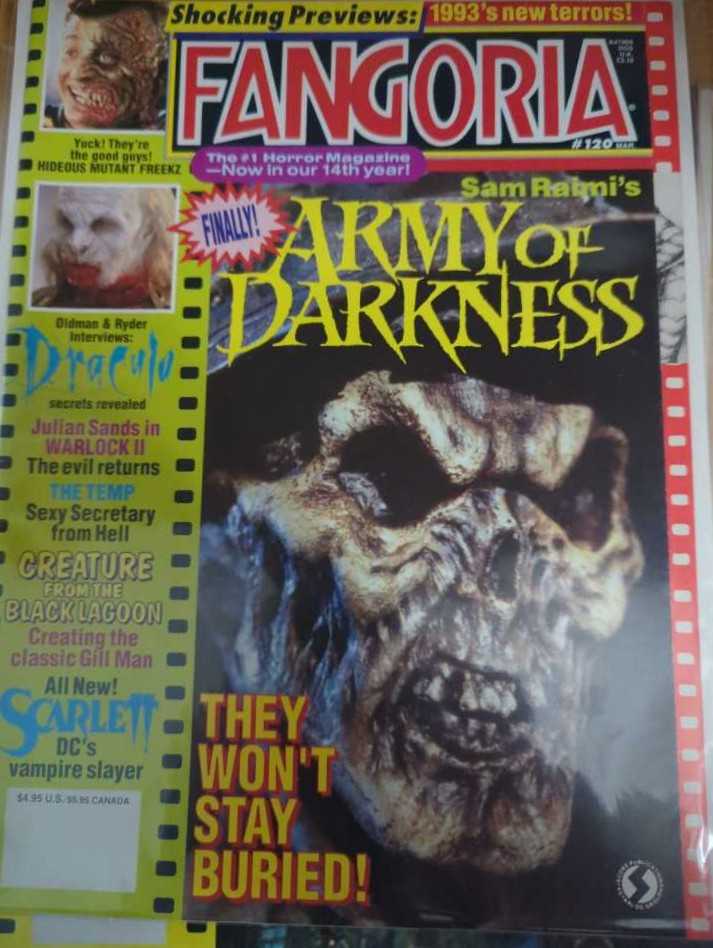 Shocking Previews: 1993's new terrors!
FANGORIA
#120 MAR.
The #1 Horror Magazine
—Now in our 14th year!
Yuck! They're
the good guys!
HIDEOUS MUTANT FREEKZ
Oldman & Ryder
Interviews:
Dracula
secrets revealed
Julian Sands in
WARLOCK II
The evil returns
THE TEMP
Sexy Secretary
from Hell
CREATURE
FROM THE
BLACK LAGOON
Creating the
classic Gill Man
All New!
SCARLETT
DC's
vampire slayer
$4.95 U.S./$5.95 CANADA
Sam Raimi's
FINALLY!
ARMY OF
DARKNESS
THEY
WON'T
STAY
BURIED!